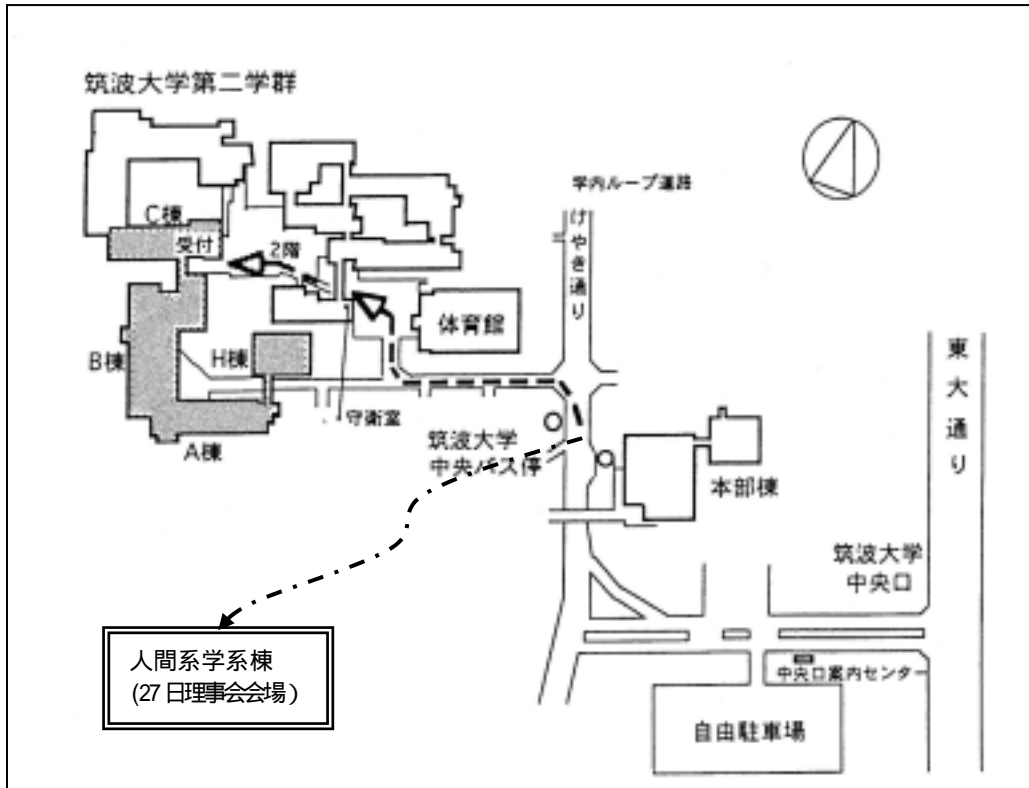 筑波大学第二学群
学内ループ道路
けやき通り
C棟
受付
2階
体育館
東大通り
B棟
H棟
守衛室
A棟
筑波大学
中央バス停
本部棟
筑波大学
中央口
人間系学系棟
(27日理事会会場)
中央口案内センター
自由駐車場